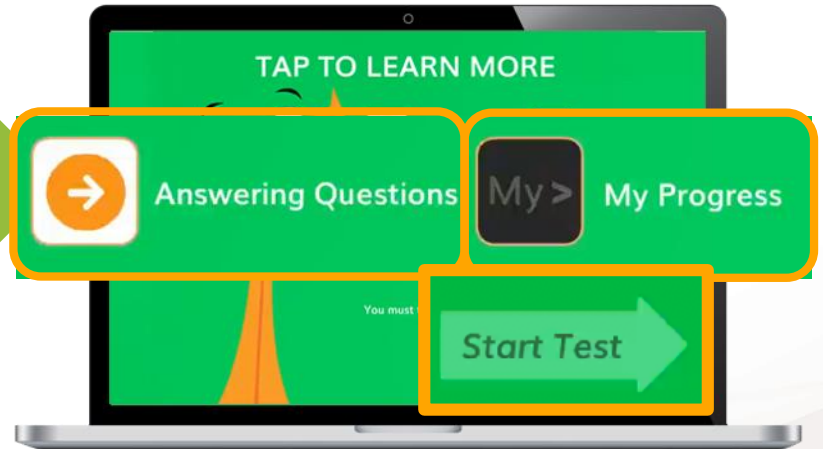 TAP TO LEARN MORE
Answering Questions
My >
My Progress
You must
Start Test